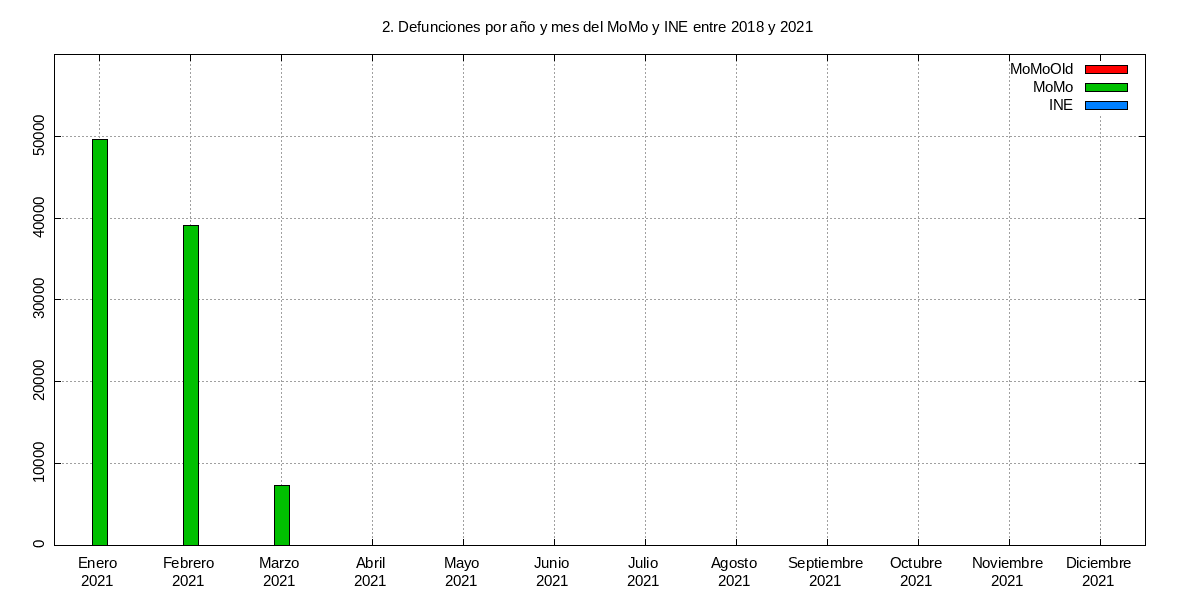 2. Defunciones por año y mes del MoMo y INE entre 2018 y 2021
MoMoOld
MoMo
INE
50000
40000
30000
20000
10000
0
Enero Febrero Marzo Abril Mayo Junio Julio Agosto Septiembre Octubre Noviembre Diciembre
2021 2021 2021 2021 2021 2021 2021 2021 2021 2021 2021 2021